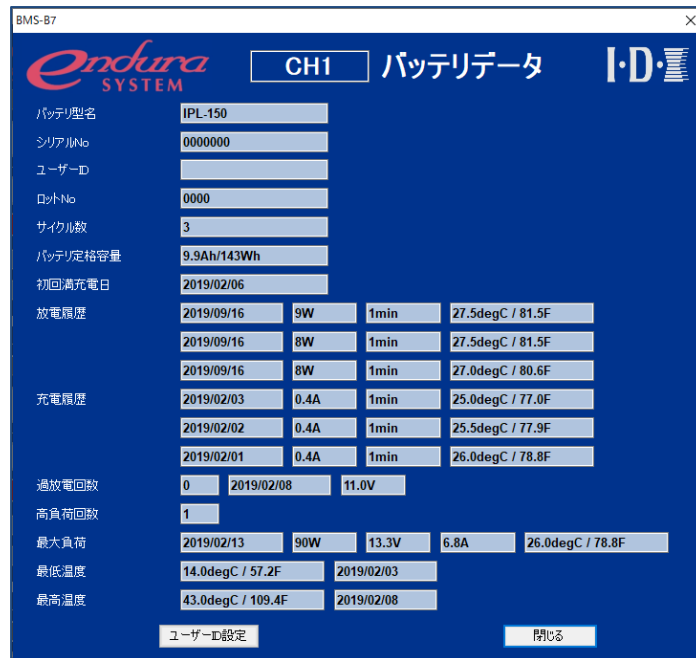 BMS-B7
endura SYSTEM CH1 バッテリデータ I·D·X
バッテリ型名 IPL-150
シリアルNo 0000000
ユーザーID
ロットNo 0000
サイクル数 3
バッテリ定格容量 9.9Ah/143Wh
初回満充電日 2019/02/06
放電履歴 2019/09/16 9W 1min 27.5degC / 81.5F
2019/09/16 8W 1min 27.5degC / 81.5F
2019/09/16 8W 1min 27.0degC / 80.6F
充電履歴 2019/02/03 0.4A 1min 25.0degC / 77.0F
2019/02/02 0.4A 1min 25.5degC / 77.9F
2019/02/01 0.4A 1min 26.0degC / 78.8F
過放電回数 0 2019/02/08 11.0V
高負荷回数 1
最大負荷 2019/02/13 90W 13.3V 6.8A 26.0degC / 78.8F
最低温度 14.0degC / 57.2F 2019/02/03
最高温度 43.0degC / 109.4F 2019/02/08
ユーザーID設定 閉じる